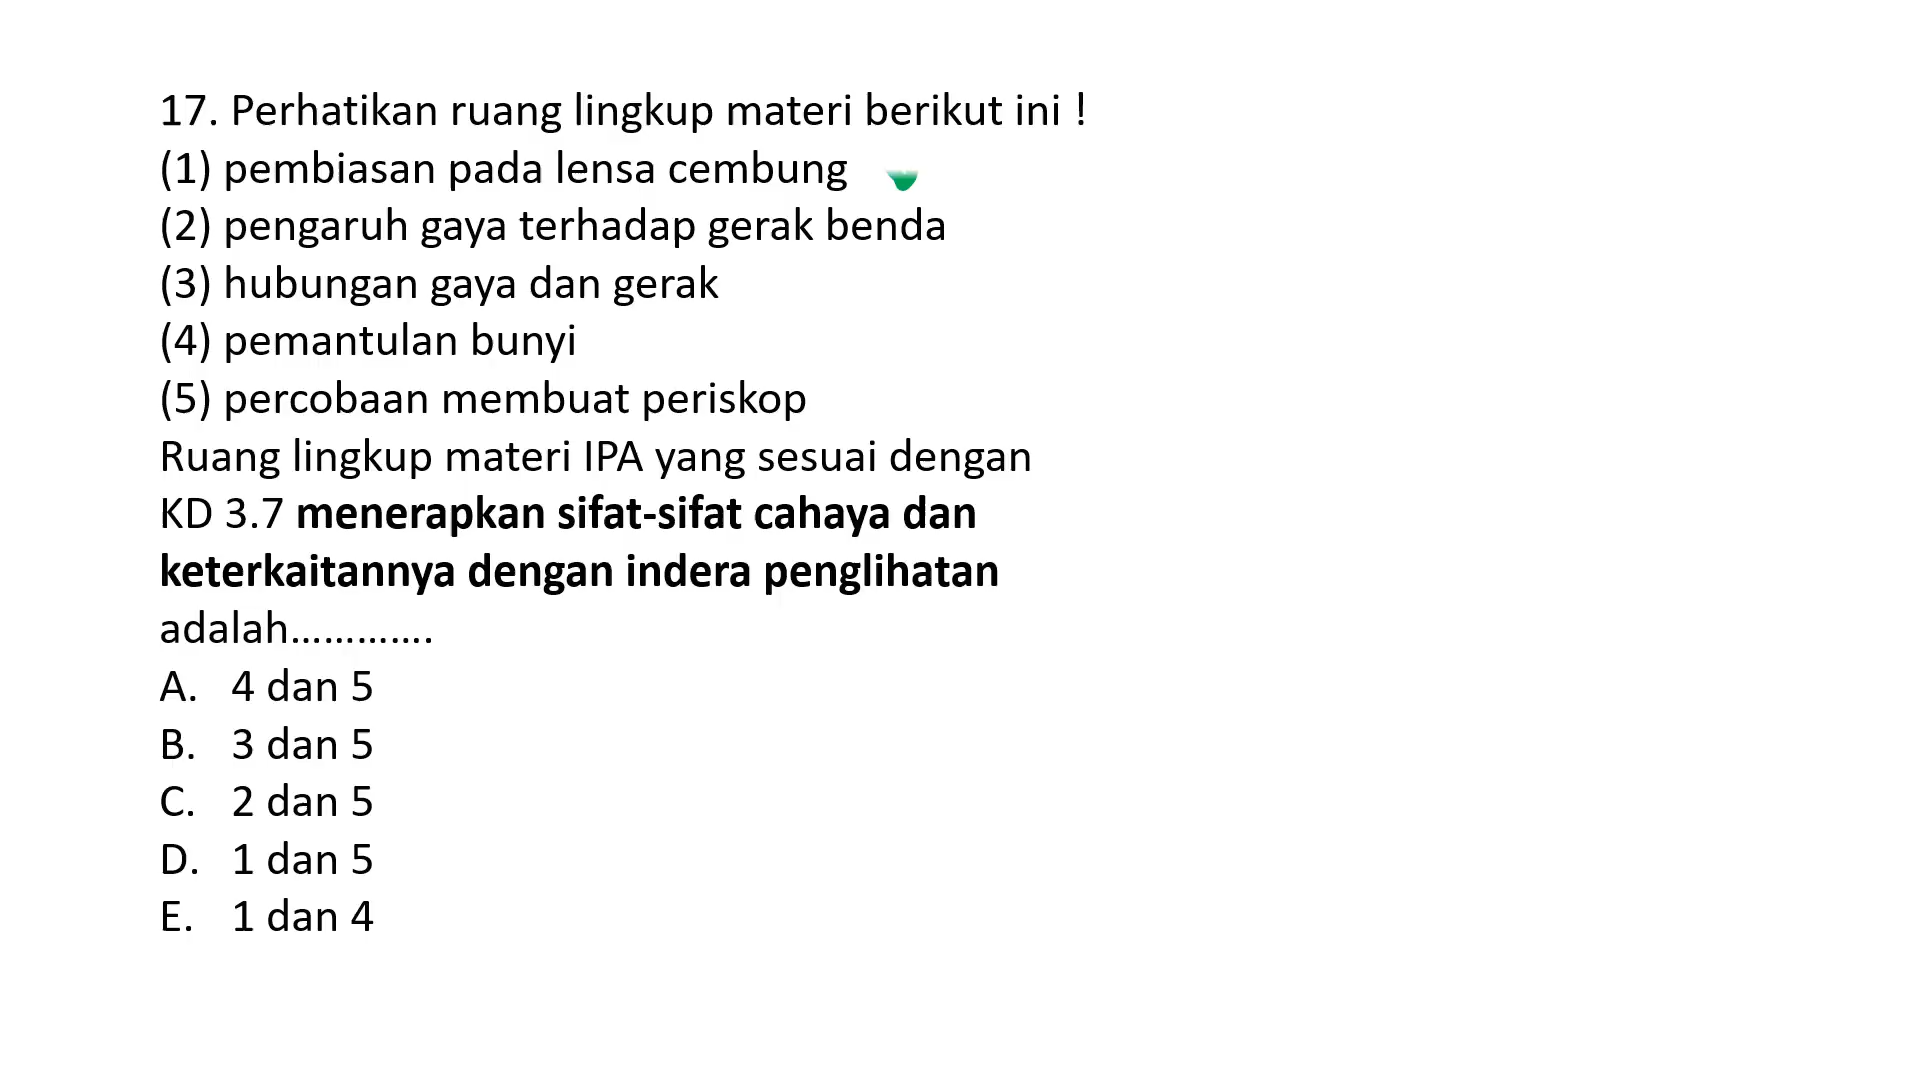 17. Perhatikan ruang lingkup materi berikut ini !
(1) pembiasan pada lensa cembung
(2) pengaruh gaya terhadap gerak benda
(3) hubungan gaya dan gerak
(4) pemantulan bunyi
(5) percobaan membuat periskop
Ruang lingkup materi IPA yang sesuai dengan
KD 3.7 menerapkan sifat-sifat cahaya dan
keterkaitannya dengan indera penglihatan
adalah.............
A. 4 dan 5
B. 3 dan 5
C. 2 dan 5
D. 1 dan 5
E. 1 dan 4